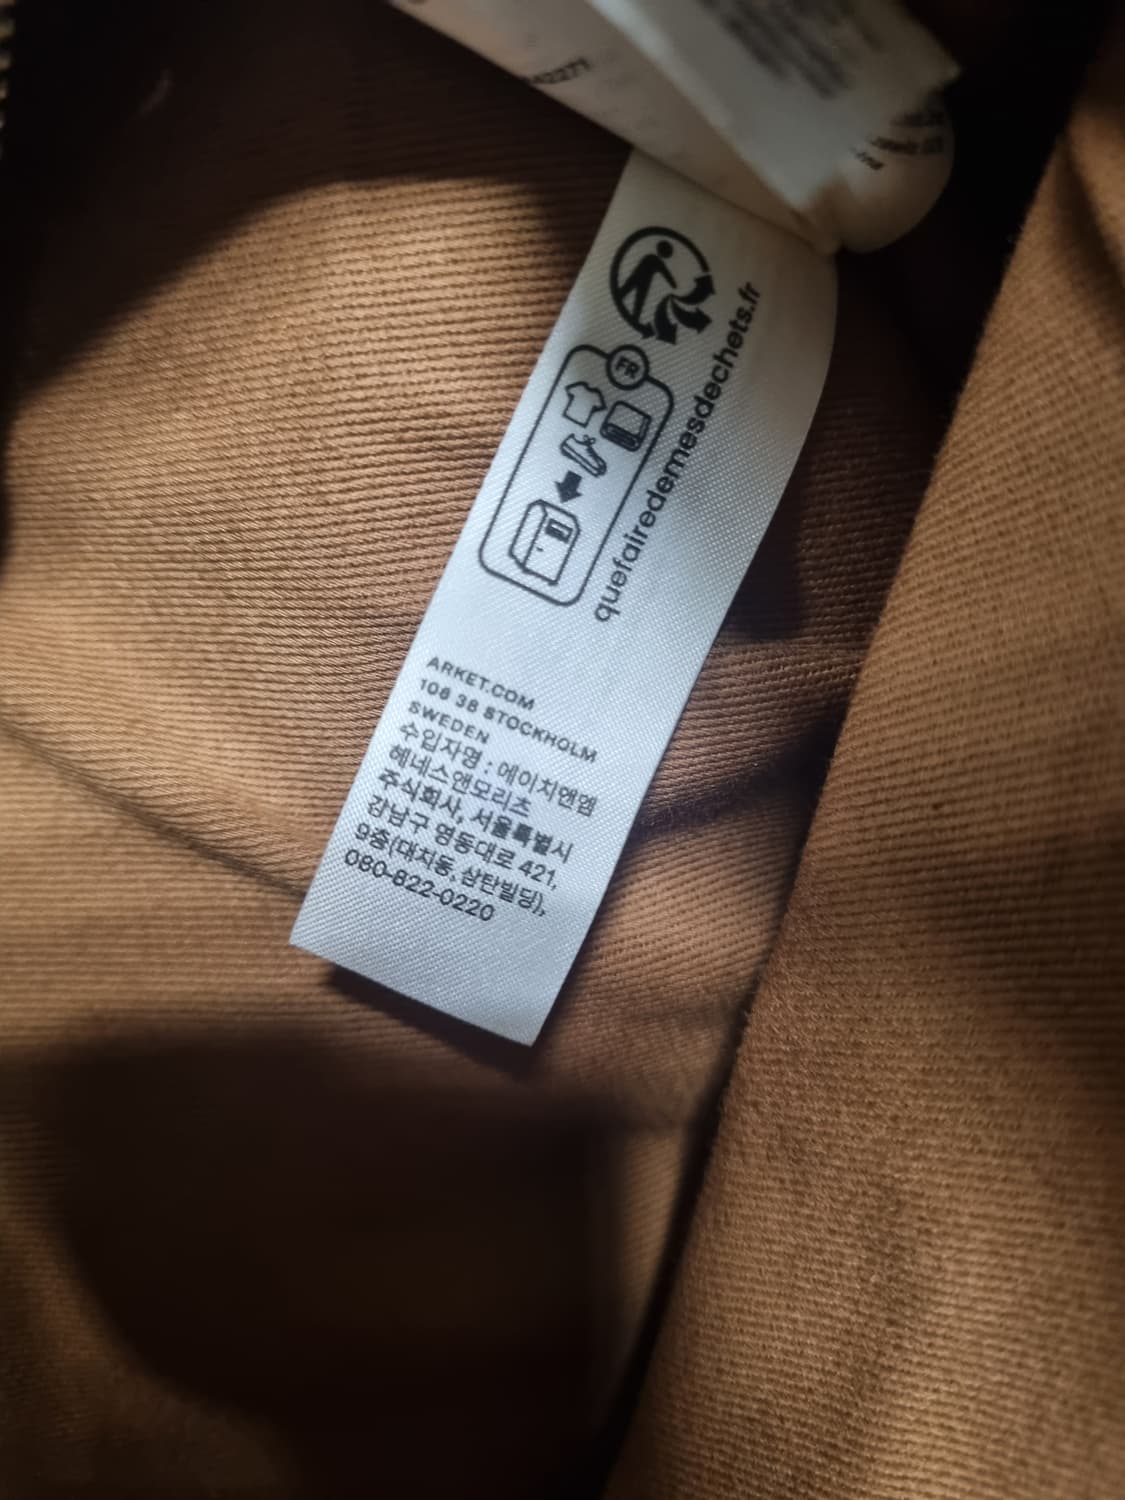 FR
quefairedemesdechets.fr
ARKET.COM
106 38 STOCKHOLM
SWEDEN
수입자명 : 에이치앤엠
헤네스앤모리츠
주식회사, 서울특별시
강남구 영동대로 421,
9층(대치동, 삼탄빌딩),
080-822-0220